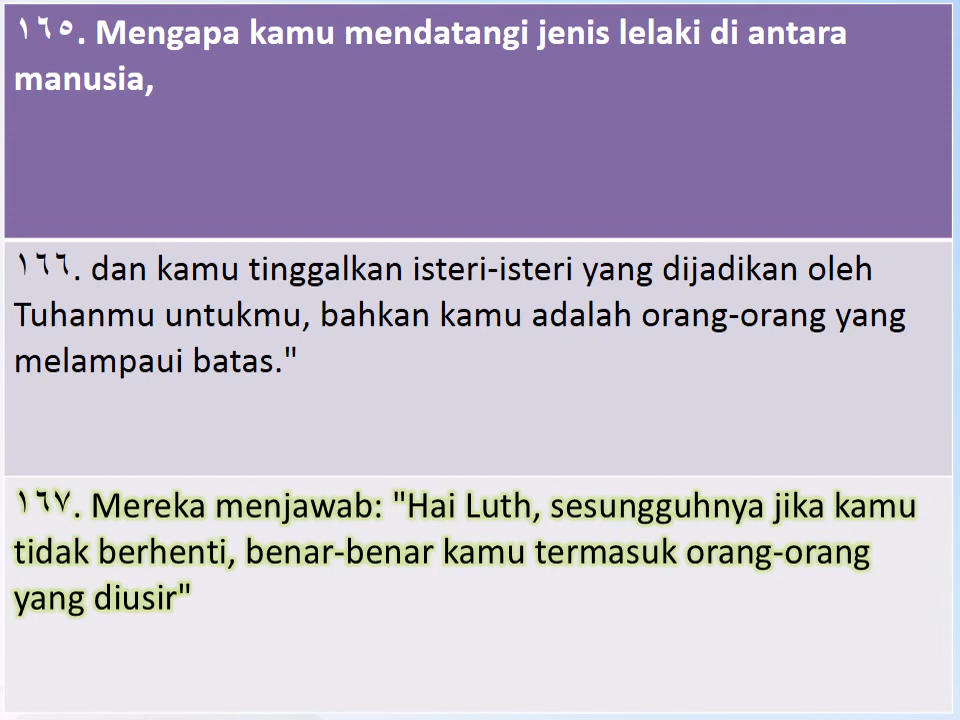 ١٦٥. Mengapa kamu mendatangi jenis lelaki di antara
manusia,
١٦٦. dan kamu tinggalkan isteri-isteri yang dijadikan oleh
Tuhanmu untukmu, bahkan kamu adalah orang-orang yang
melampaui batas."
١٦٧. Mereka menjawab: "Hai Luth, sesungguhnya jika kamu
tidak berhenti, benar-benar kamu termasuk orang-orang
yang diusir"